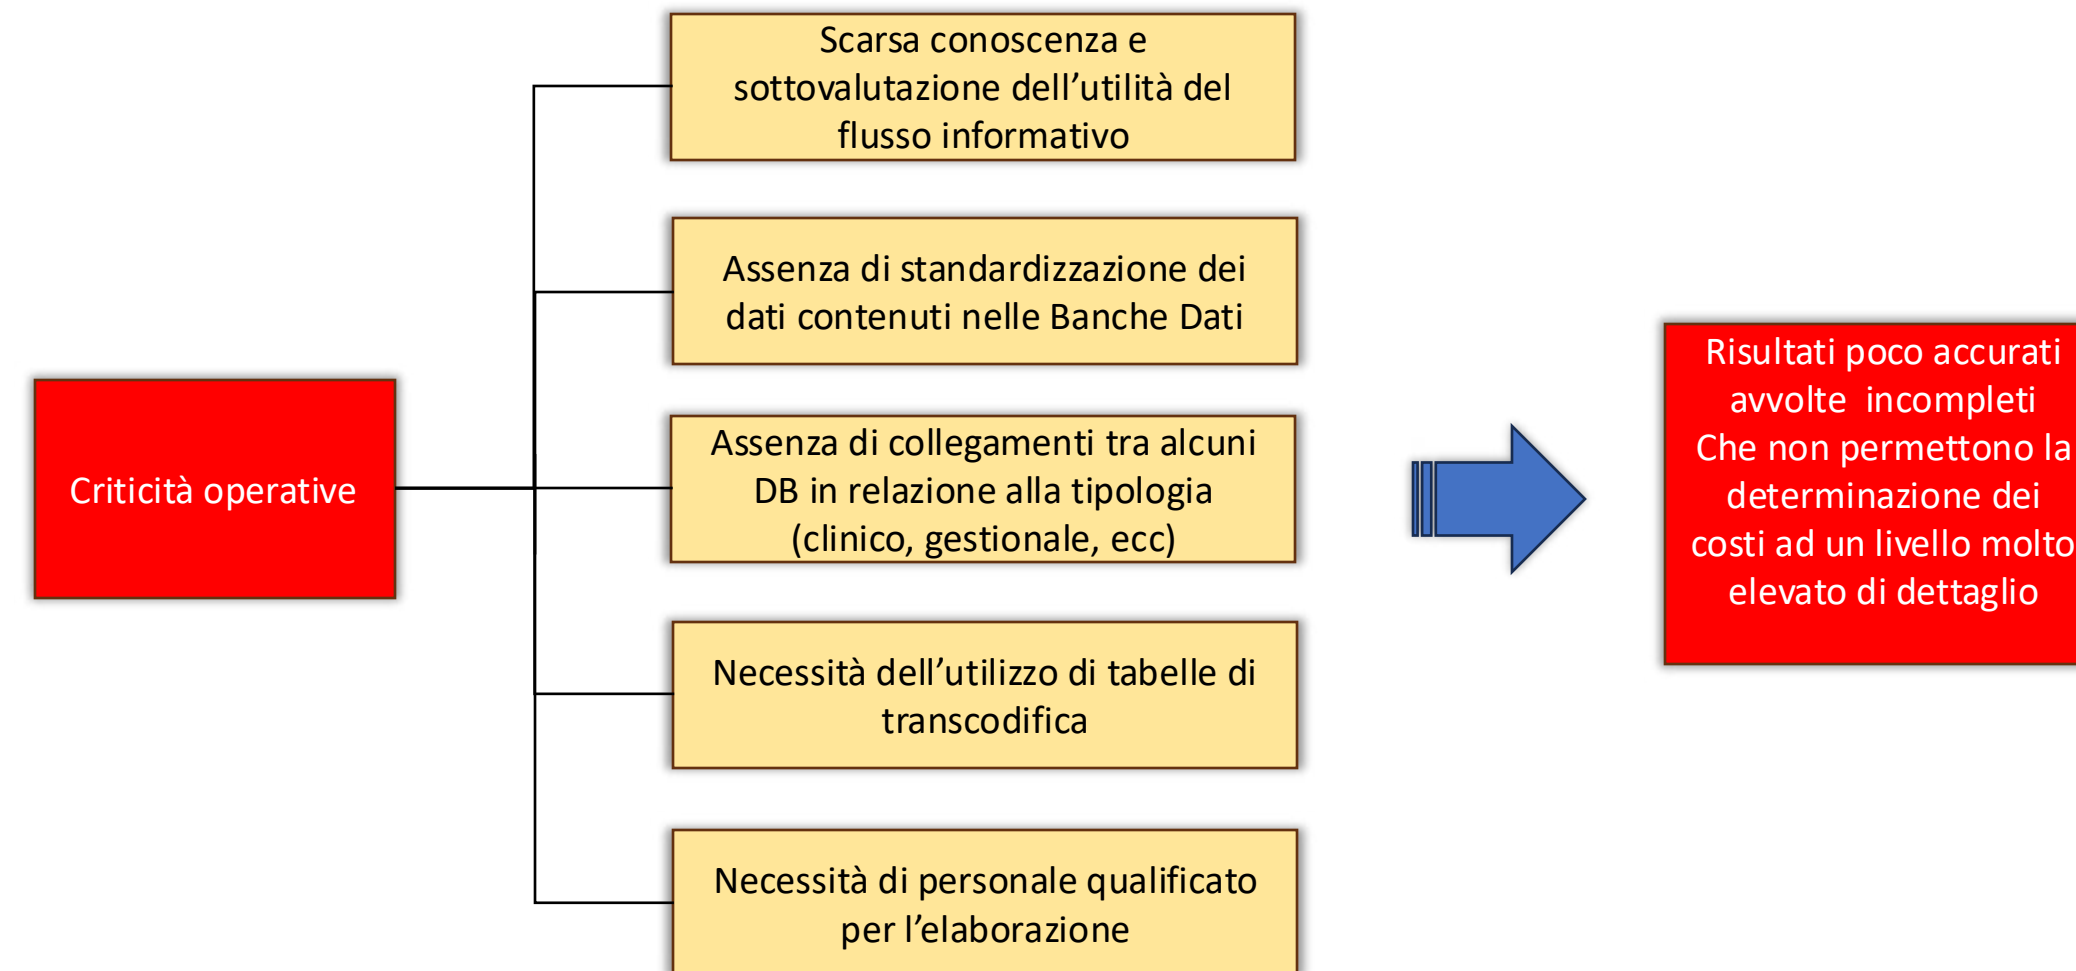 Criticità operative
Scarsa conoscenza e
sottovalutazione dell’utilità del
flusso informativo
Assenza di standardizzazione dei
dati contenuti nelle Banche Dati
Assenza di collegamenti tra alcuni
DB in relazione alla tipologia
(clinico, gestionale, ecc)
Necessità dell’utilizzo di tabelle di
transcodifica
Necessità di personale qualificato
per l’elaborazione
Risultati poco accurati
avvolte  incompleti
Che non permettono la
determinazione dei
costi ad un livello molto
elevato di dettaglio